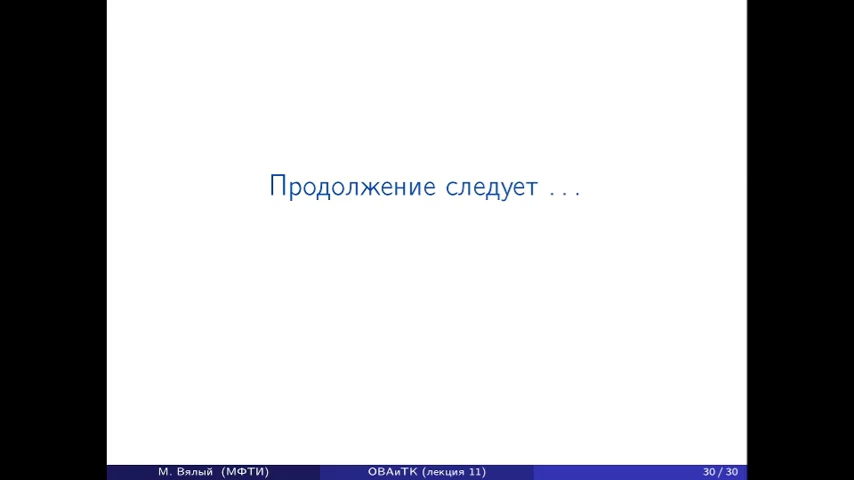 Продолжение следует . . .
М. Вялый (МФТИ) ОВАиТК (лекция 11) 30 / 30